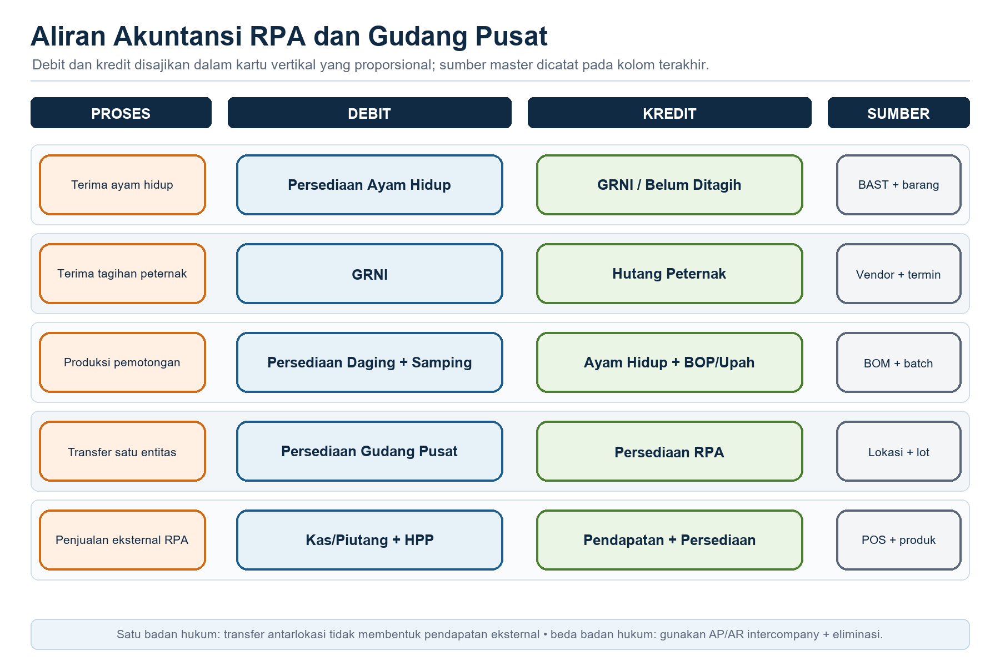 Aliran Akuntansi RPA dan Gudang Pusat
Debit dan kredit disajikan dalam kartu vertikal yang proporsional; sumber master dicatat pada kolom terakhir.
PROSES
DEBIT
KREDIT
SUMBER
Terima ayam hidup
Persediaan Ayam Hidup
GRNI / Belum Ditagih
BAST + barang
Terima tagihan peternak
GRNI
Hutang Peternak
Vendor + termin
Produksi pemotongan
Persediaan Daging + Samping
Ayam Hidup + BOP/Upah
BOM + batch
Transfer satu entitas
Persediaan Gudang Pusat
Persediaan RPA
Lokasi + lot
Penjualan eksternal RPA
Kas/Piutang + HPP
Pendapatan + Persediaan
POS + produk
Satu badan hukum: transfer antarlokasi tidak membentuk pendapatan eksternal • beda badan hukum: gunakan AP/AR intercompany + eliminasi.